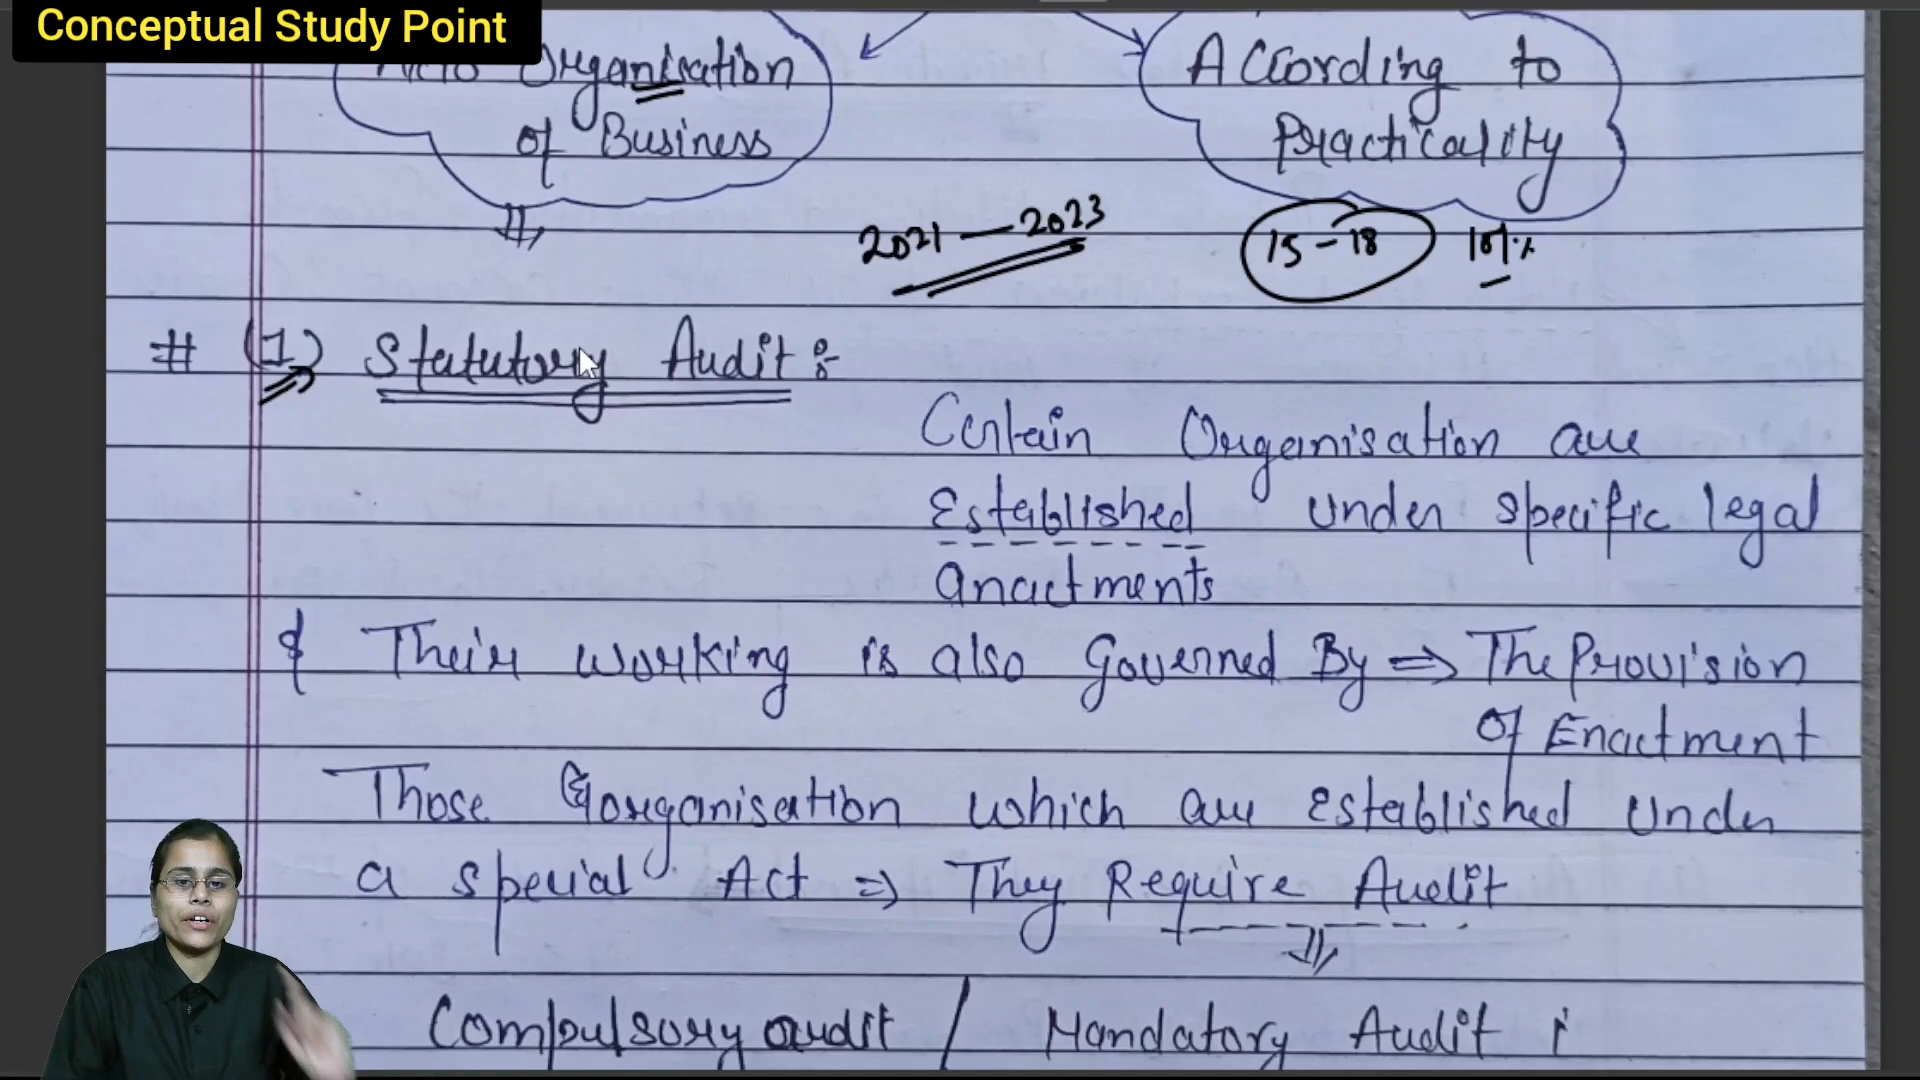 Conceptual Study Point
Organisation
of Business
According to
Practicality
2021 — 2023
15 - 18
10%
# (1) Statutory Audit :-
Certain Organisation are
Established under specific legal
anactments
& Their working is also Governed By ⇒ The Provision
Of Enactment
Those organisation which are Established Under
a special Act ⇒ They Require Audit
Compulsory audit / Mandatory Audit